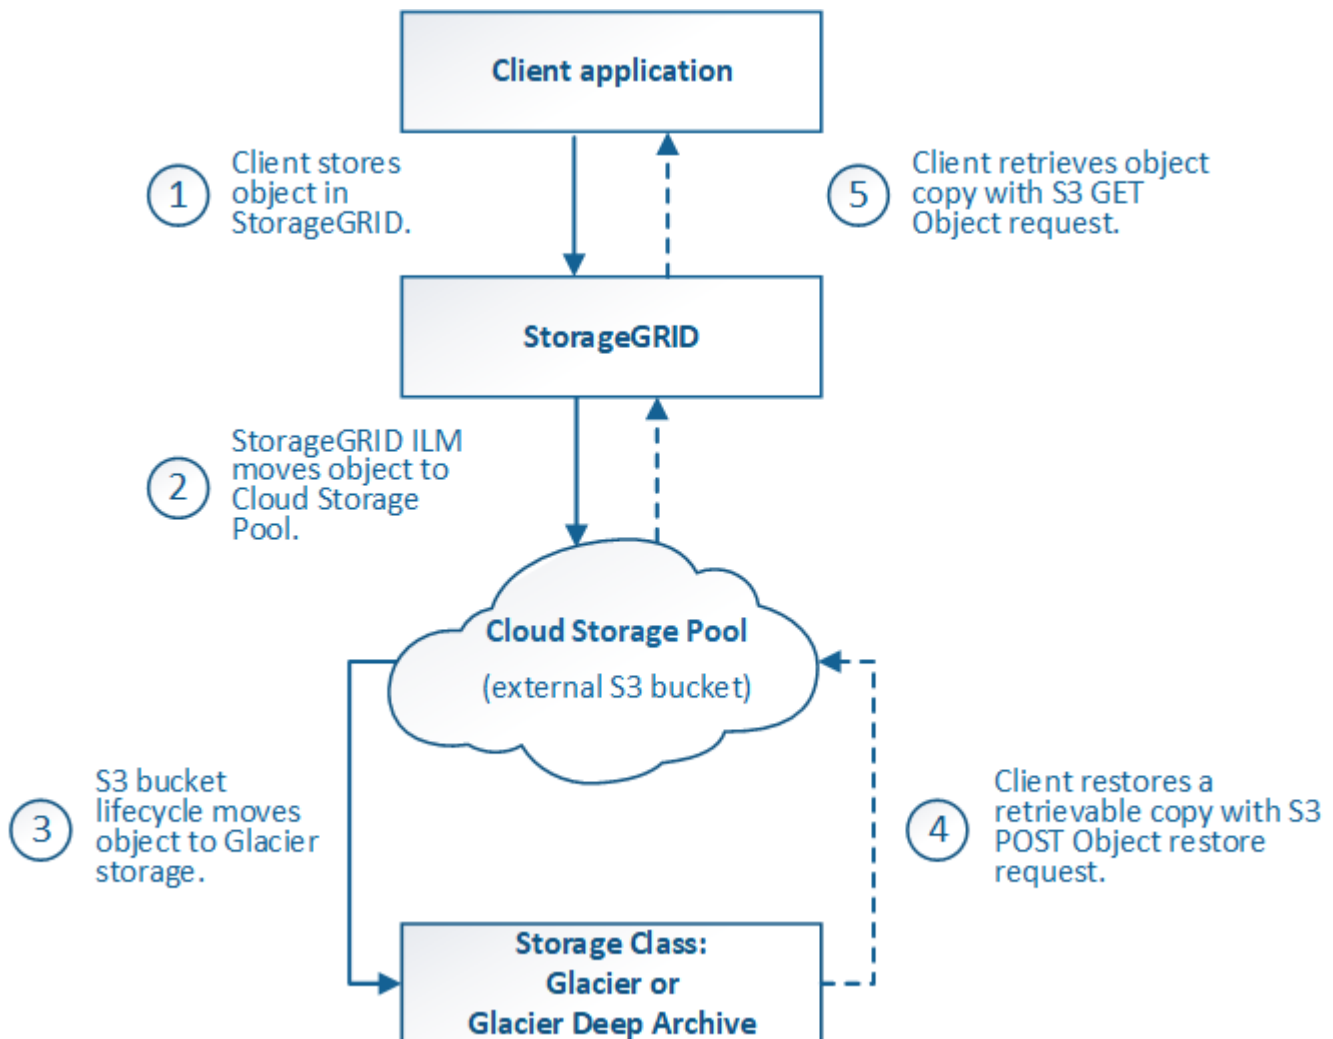 Client application
1
Client stores
object in
StorageGRID.
5
Client retrieves object
copy with S3 GET
Object request.
StorageGRID
2
StorageGRID ILM
moves object to
Cloud Storage
Pool.
Cloud Storage Pool
(external S3 bucket)
3
S3 bucket
lifecycle moves
object to Glacier
storage.
4
Client restores a
retrievable copy with S3
POST Object restore
request.
Storage Class:
Glacier or
Glacier Deep Archive